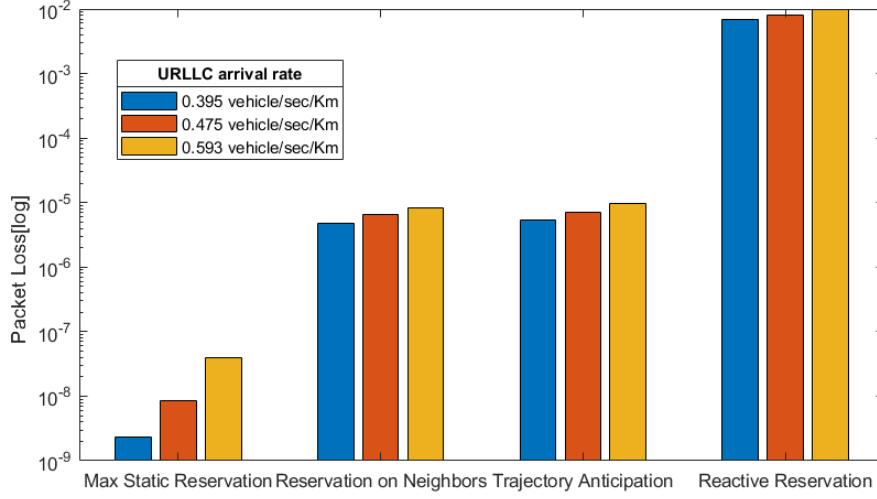 10^-2
10^-3
10^-4
10^-5
10^-6
10^-7
10^-8
10^-9
Packet Loss[log]
URLLC arrival rate
0.395 vehicle/sec/Km
0.475 vehicle/sec/Km
0.593 vehicle/sec/Km
Max Static Reservation Reservation on Neighbors Trajectory Anticipation Reactive Reservation